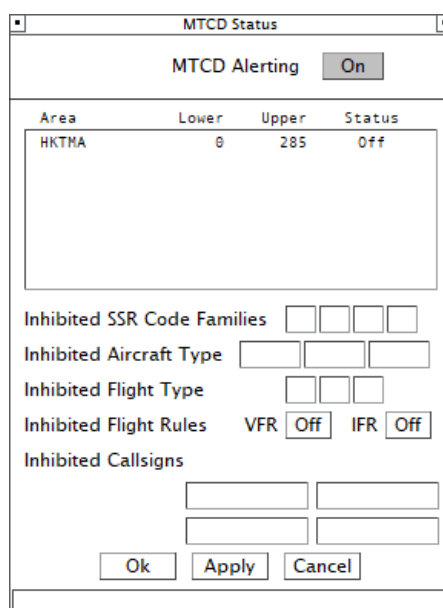 MTCD Status
MTCD Alerting On
Area Lower Upper Status
HKTMA 0 285 Off
Inhibited SSR Code Families
Inhibited Aircraft Type
Inhibited Flight Type
Inhibited Flight Rules VFR Off IFR Off
Inhibited Callsigns
Ok Apply Cancel